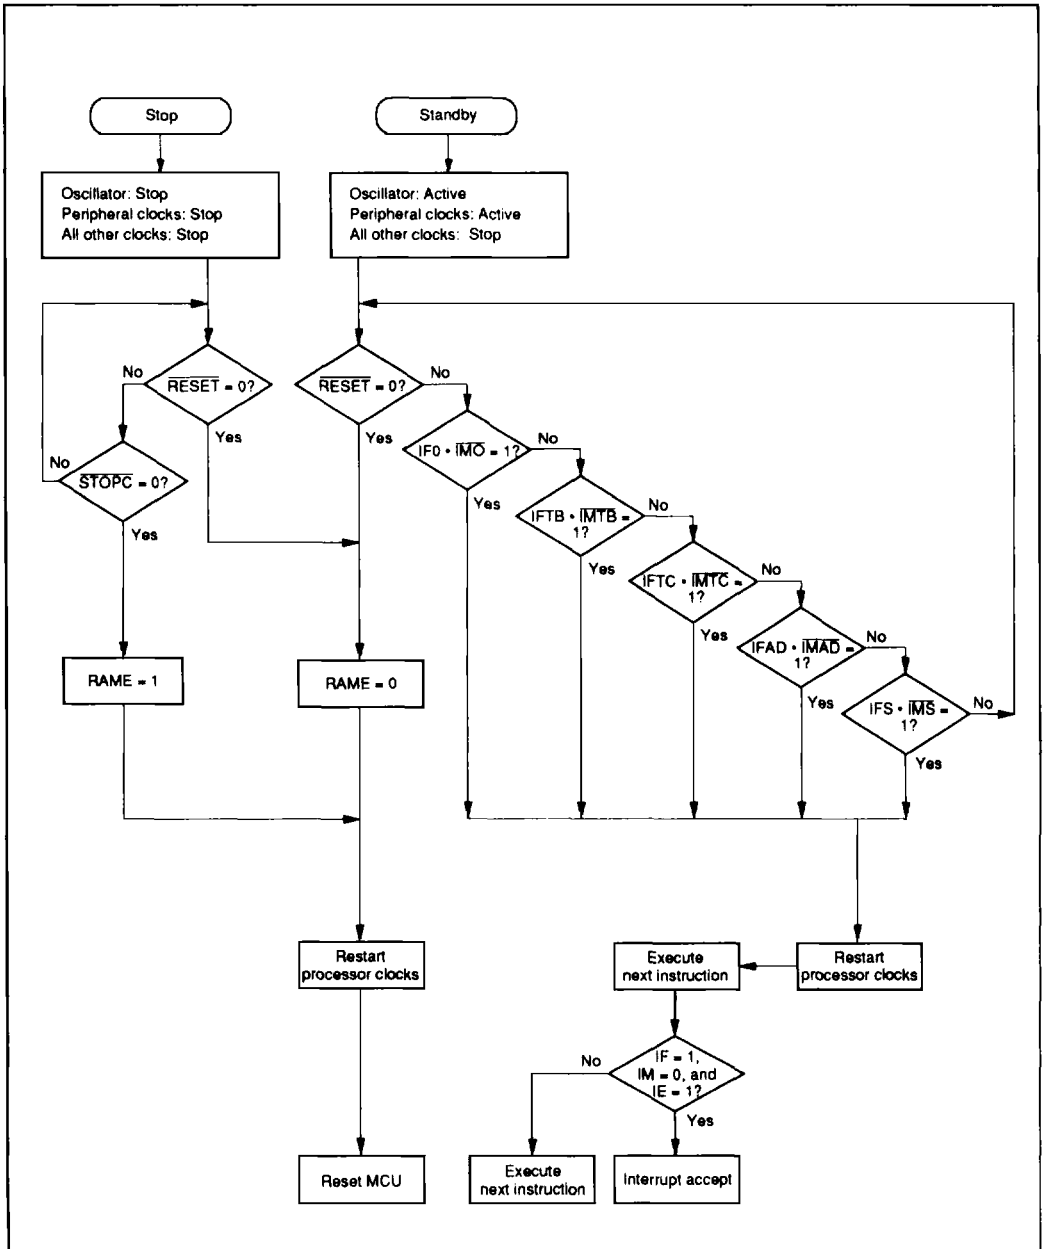 Stop
Standby
Oscillator: Stop
Peripheral clocks: Stop
All other clocks: Stop
Oscillator: Active
Peripheral clocks: Active
All other clocks: Stop
No
RESET = 0?
Yes
RESET = 0?
No
Yes
No
STOPC = 0?
Yes
IF0 • IMO = 1?
No
Yes
IFTB • IMTB =
1?
No
Yes
IFTC • IMTC =
1?
No
Yes
IFAD • IMAD =
1?
No
Yes
IFS • IMS =
1?
No
Yes
RAME = 1
RAME = 0
Restart
processor clocks
Execute
next instruction
Restart
processor clocks
No
IF = 1,
IM = 0, and
IE = 1?
Yes
Reset MCU
Execute
next instruction
Interrupt accept